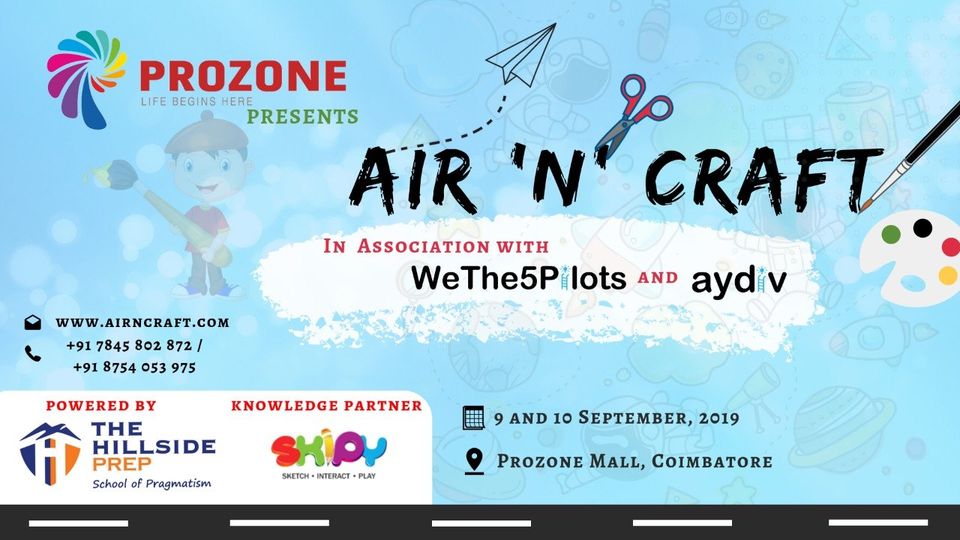 PROZONE
LIFE BEGINS HERE
PRESENTS
AIR 'N' CRAFT
In Association with
WeThe5Pilots and aydiv
www.airncraft.com
+91 7845 802 872 /
+91 8754 053 975
POWERED BY
THE
HILLSIDE
PREP
School of Pragmatism
KNOWLEDGE PARTNER
SKIPY
SKETCH • INTERACT • PLAY
9 and 10 September, 2019
Prozone Mall, Coimbatore